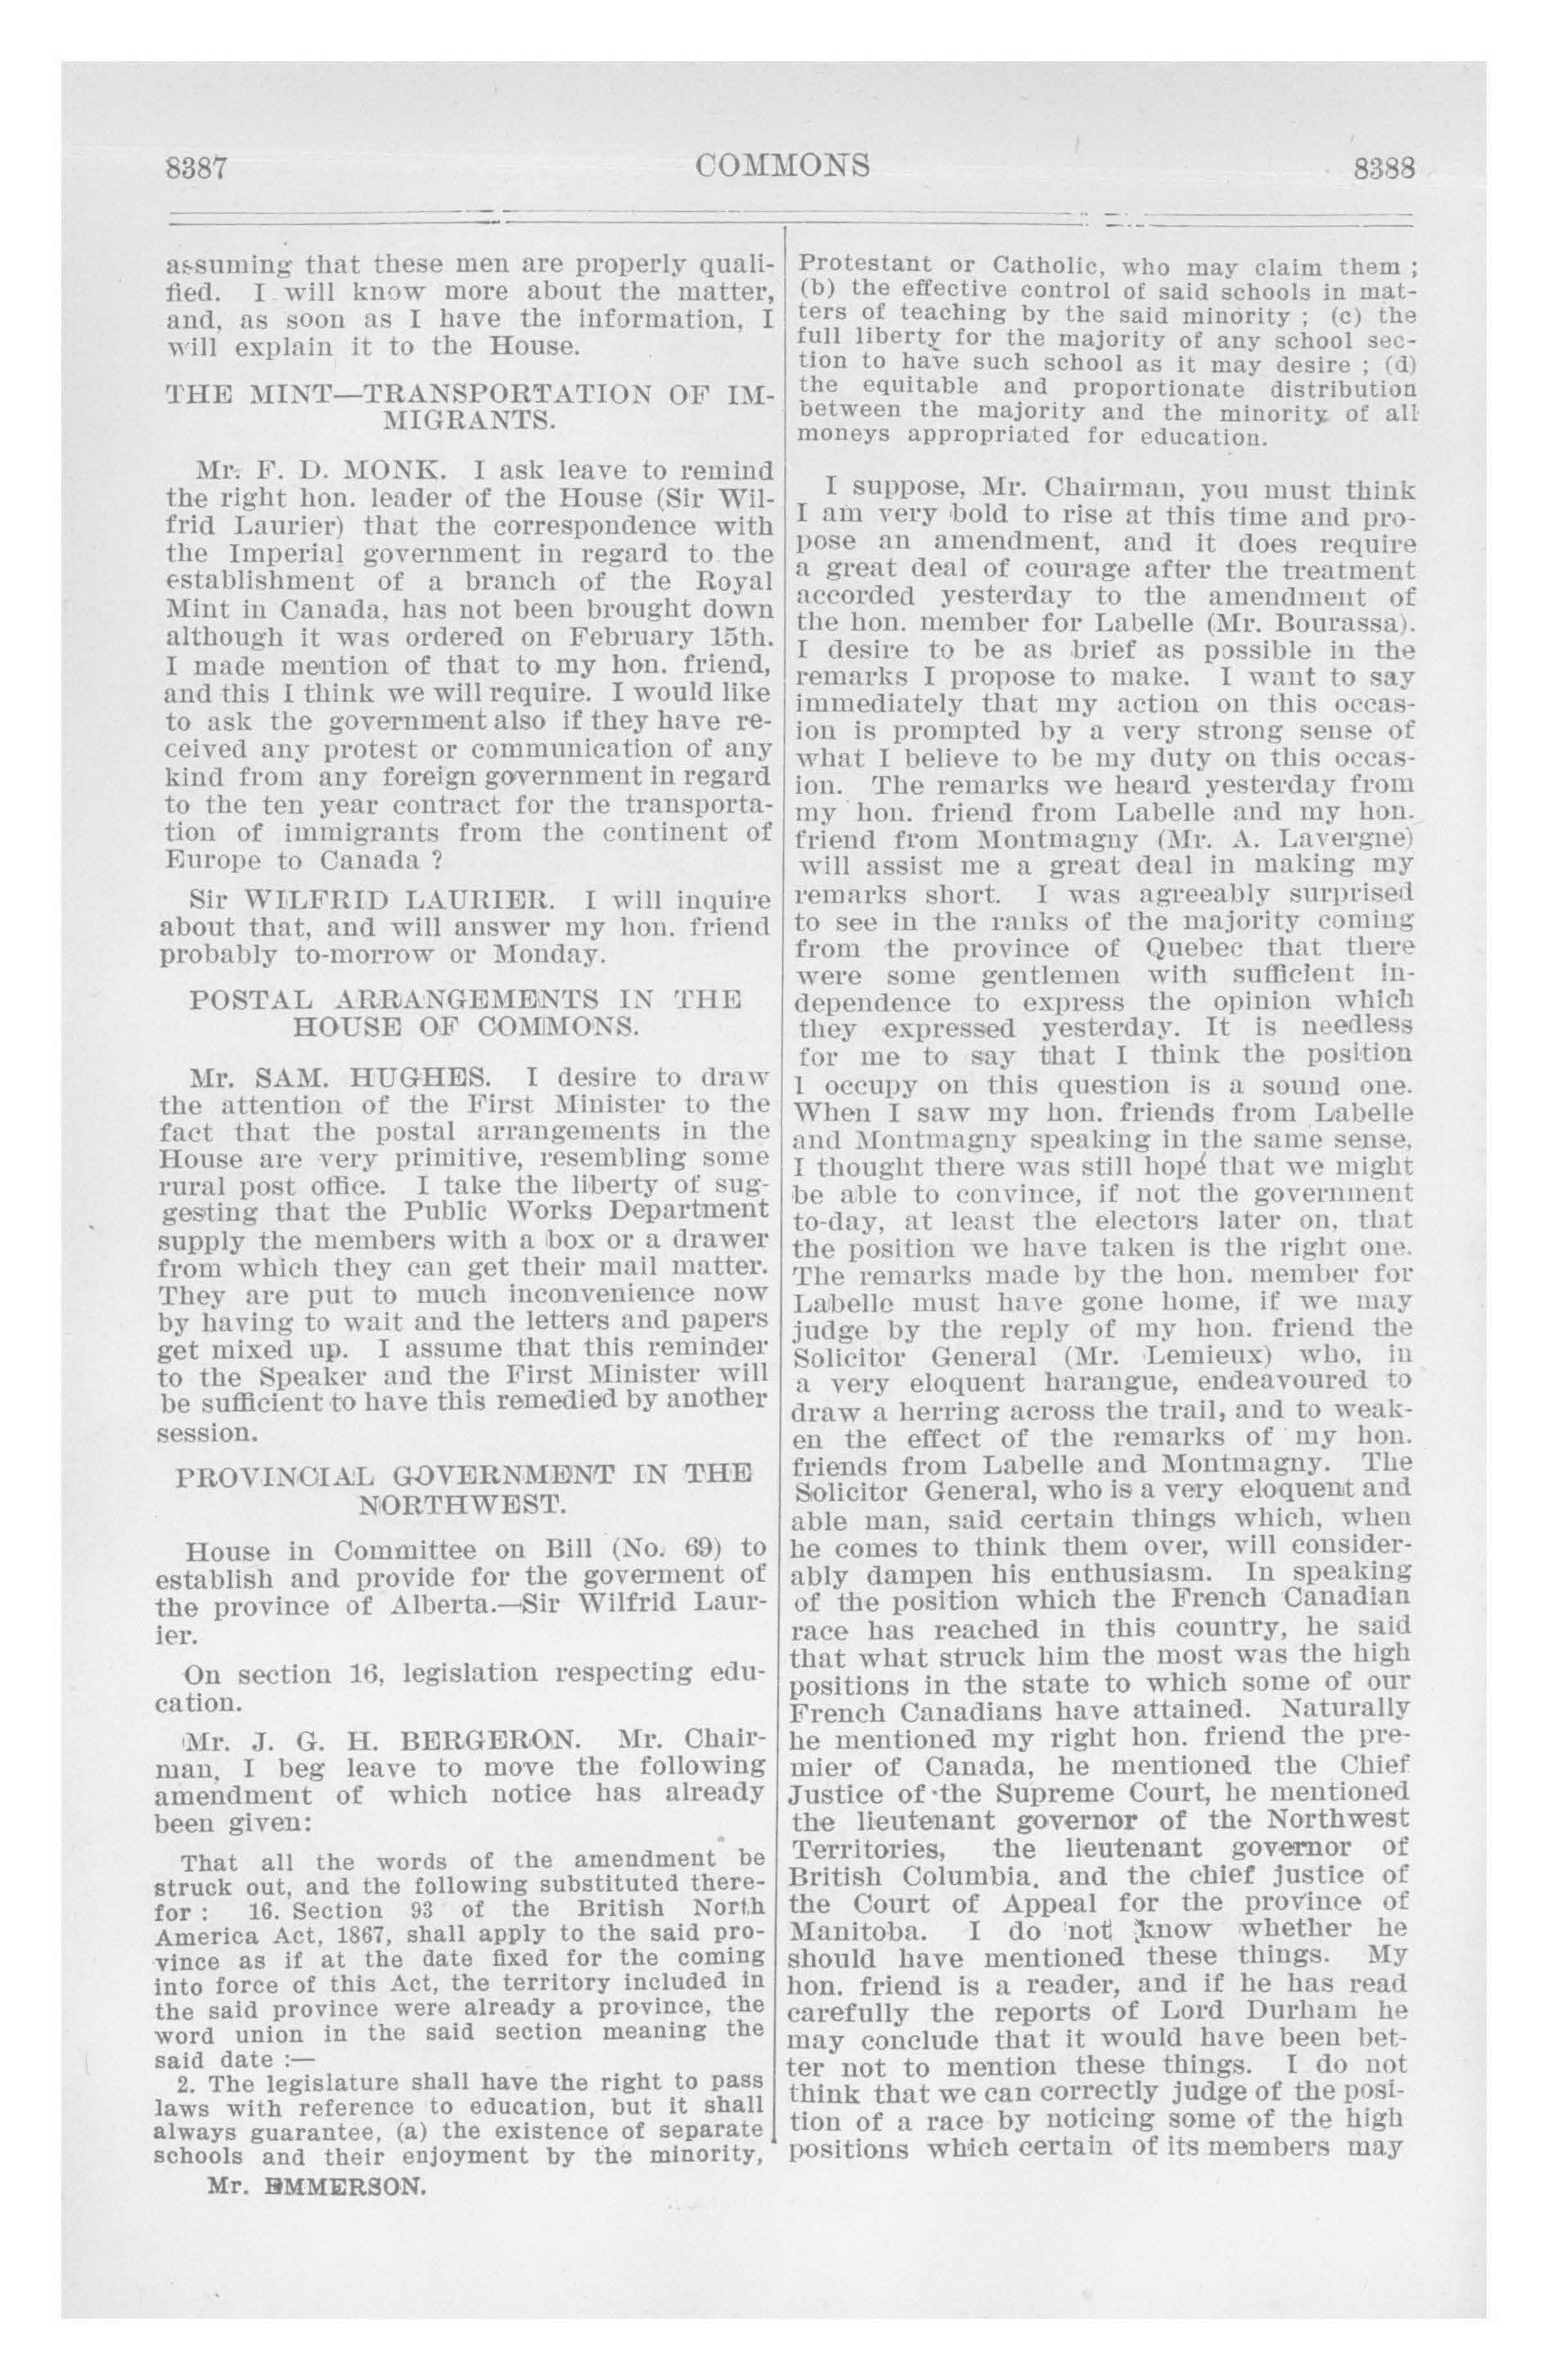 8387
COMMONS
8388
assuming that these men are properly quali-
fied. I will know more about the matter,
and, as soon as I have the information, I
will explain it to the House.
THE MINT—TRANSPORTATION OF IM-
MIGRANTS.
Mr. F. D. MONK. I ask leave to remind
the right hon. leader of the House (Sir Wil-
frid Laurier) that the correspondence with
the Imperial government in regard to the
establishment of a branch of the Royal
Mint in Canada, has not been brought down
although it was ordered on February 15th.
I made mention of that to my hon. friend,
and this I think we will require. I would like
to ask the government also if they have re-
ceived any protest or communication of any
kind from any foreign government in regard
to the ten year contract for the transporta-
tion of immigrants from the continent of
Europe to Canada ?
Sir WILFRID LAURIER. I will inquire
about that, and will answer my hon. friend
probably to-morrow or Monday.
POSTAL ARRANGEMENTS IN THE
HOUSE OF COMMONS.
Mr. SAM. HUGHES. I desire to draw
the attention of the First Minister to the
fact that the postal arrangements in the
House are very primitive, resembling some
rural post office. I take the liberty of sug-
gesting that the Public Works Department
supply the members with a box or a drawer
from which they can get their mail matter.
They are put to much inconvenience now
by having to wait and the letters and papers
get mixed up. I assume that this reminder
to the Speaker and the First Minister will
be sufficient to have this remedied by another
session.
PROVINCIAL GOVERNMENT IN THE
NORTHWEST.
House in Committee on Bill (No. 69) to
establish and provide for the goverment of
the province of Alberta.—Sir Wilfrid Laur-
ier.
On section 16, legislation respecting edu-
cation.
Mr. J. G. H. BERGERON. Mr. Chair-
man, I beg leave to move the following
amendment of which notice has already
been given:
That all the words of the amendment be
struck out, and the following substituted there-
for : 16. Section 93 of the British North
America Act, 1867, shall apply to the said pro-
vince as if at the date fixed for the coming
into force of this Act, the territory included in
the said province were already a province, the
word union in the said section meaning the
said date :—
2. The legislature shall have the right to pass
laws with reference to education, but it shall
always guarantee, (a) the existence of separate
schools and their enjoyment by the minority,
Mr. EMMERSON.
Protestant or Catholic, who may claim them ;
(b) the effective control of said schools in mat-
ters of teaching by the said minority ; (c) the
full liberty for the majority of any school sec-
tion to have such school as it may desire ; (d)
the equitable and proportionate distribution
between the majority and the minority of all
moneys appropriated for education.
I suppose, Mr. Chairman, you must think
I am very bold to rise at this time and pro-
pose an amendment, and it does require
a great deal of courage after the treatment
accorded yesterday to the amendment of
the hon. member for Labelle (Mr. Bourassa).
I desire to be as brief as possible in the
remarks I propose to make. I want to say
immediately that my action on this occas-
ion is prompted by a very strong sense of
what I believe to be my duty on this occas-
ion. The remarks we heard yesterday from
my hon. friend from Labelle and my hon.
friend from Montmagny (Mr. A. Lavergne)
will assist me a great deal in making my
remarks short. I was agreeably surprised
to see in the ranks of the majority coming
from the province of Quebec that there
were some gentlemen with sufficient in-
dependence to express the opinion which
they expressed yesterday. It is needless
for me to say that I think the position
I occupy on this question is a sound one.
When I saw my hon. friends from Labelle
and Montmagny speaking in the same sense,
I thought there was still hope that we might
be able to convince, if not the government
to-day, at least the electors later on, that
the position we have taken is the right one.
The remarks made by the hon. member for
Labelle must have gone home, if we may
judge by the reply of my hon. friend the
Solicitor General (Mr. Lemieux) who, in
a very eloquent harangue, endeavoured to
draw a herring across the trail, and to weak-
en the effect of the remarks of my hon.
friends from Labelle and Montmagny. The
Solicitor General, who is a very eloquent and
able man, said certain things which, when
he comes to think them over, will consider-
ably dampen his enthusiasm. In speaking
of the position which the French Canadian
race has reached in this country, he said
that what struck him the most was the high
positions in the state to which some of our
French Canadians have attained. Naturally
he mentioned my right hon. friend the pre-
mier of Canada, he mentioned the Chief
Justice of the Supreme Court, he mentioned
the lieutenant governor of the Northwest
Territories, the lieutenant governor of
British Columbia, and the chief justice of
the Court of Appeal for the province of
Manitoba. I do not know whether he
should have mentioned these things. My
hon. friend is a reader, and if he has read
carefully the reports of Lord Durham he
may conclude that it would have been bet-
ter not to mention these things. I do not
think that we can correctly judge of the posi-
tion of a race by noticing some of the high
positions which certain of its members may